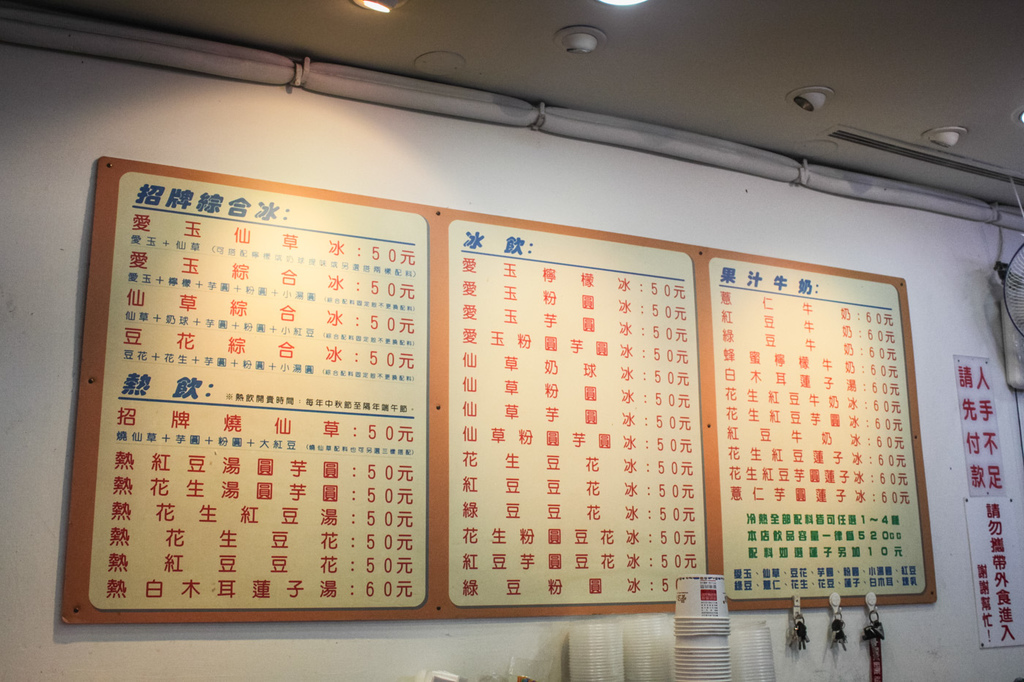 招牌綜合冰:
愛玉仙草冰:50元
愛玉+仙草
愛玉綜合冰:50元
愛玉+檸檬+芋圓+粉圓+小湯圓
仙草綜合冰:50元
仙草+奶球+芋圓+粉圓+小紅豆
豆花綜合冰:50元
豆花+花生+芋圓+粉圓+小湯圓
熱飲:
※熱飲開賣時間:每年中秋節至隔年端午節。
招牌燒仙草:50元
燒仙草+芋圓+粉圓+大紅豆
熱紅豆湯圓芋圓:50元
熱花生湯圓芋圓:50元
熱花生紅豆湯:50元
熱花生豆花:50元
熱紅豆豆花:50元
熱白木耳蓮子湯:60元
冰飲:
愛玉檸檬冰:50元
愛玉粉圓冰:50元
愛玉芋圓冰:50元
愛玉粉圓芋圓冰:50元
仙草奶球冰:50元
仙草粉圓冰:50元
仙草芋圓冰:50元
仙草粉圓芋圓冰:50元
花生豆花冰:50元
紅豆豆花冰:50元
綠豆豆花冰:50元
花生粉圓豆花冰:50元
紅豆芋圓豆花冰:50元
綠豆粉圓冰:5
果汁牛奶:
薏仁牛奶:60元
紅豆牛奶:60元
綠豆牛奶:60元
蜂蜜檸檬冰:60元
白木耳蓮子湯:60元
花生紅豆牛奶冰:60元
花生紅豆芋圓冰:60元
紅豆牛奶冰:60元
花生紅豆蓮子冰:60元
花生紅豆芋圓蓮子冰:60元
薏仁芋圓蓮子冰:60元
冷熱全部配料皆可任選1~4種
本店飲品容量一律為520cc
配料如選蓮子另加10元
愛玉、仙草、豆花、芋圓、粉圓、小湯圓、紅豆
綠豆、薏仁、花生、花豆、蓮子、白木耳、煉乳
人手不足
請先付款
請勿攜帶外食進入
謝謝幫忙!